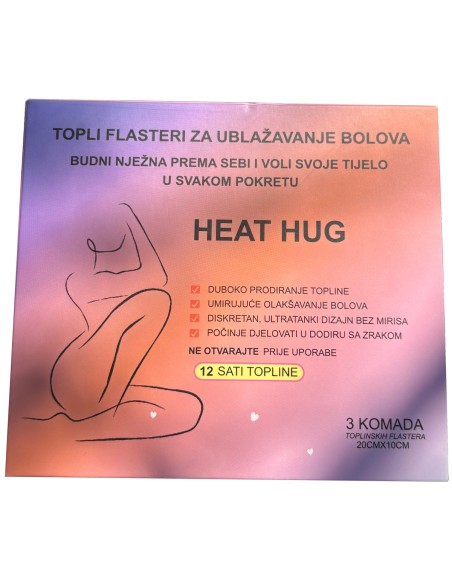 TOPLI FLASTERI ZA UBLAŽAVANJE BOLOVA
BUDNI NJEŽNA PREMA SEBI I VOLI SVOJE TIJELO
U SVAKOM POKRETU
HEAT HUG
DUBOKO PRODIRANJE TOPLINE
UMIRUJUĆE OLAKŠAVANJE BOLOVA
DISKRETAN, ULTRATANKI DIZAJN BEZ MIRISA
POČINJE DJELOVATI U DODIRU SA ZRAKOM
NE OTVARAJTE PRIJE UPORABE
12 SATI TOPLINE
3 KOMADA
TOPLINSKIH FLASTERA
20CMX10CM